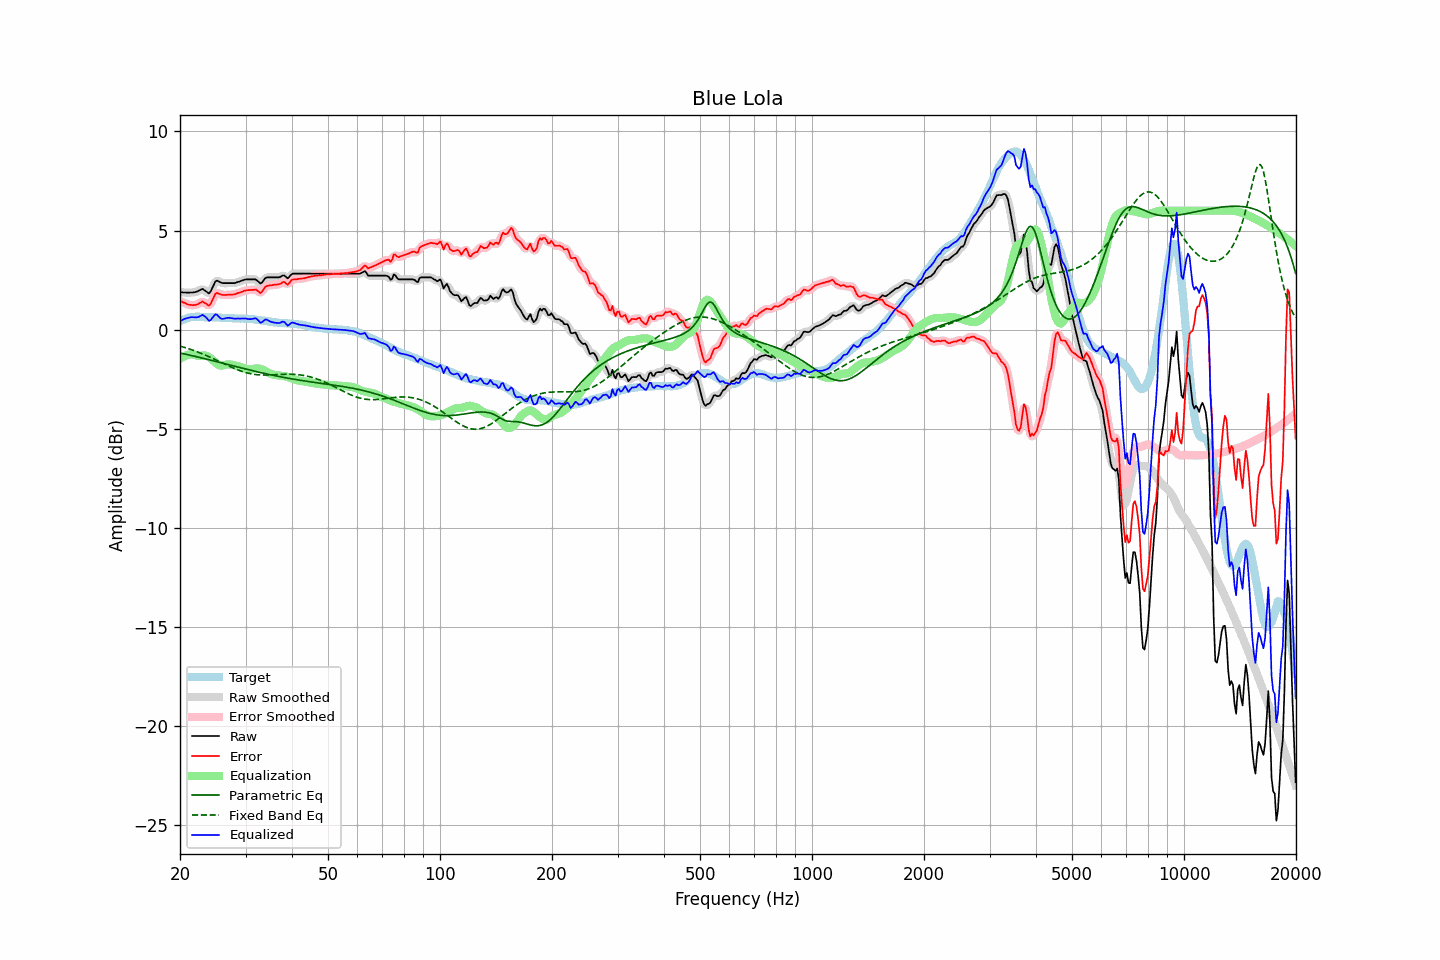 Blue Lola
10
5
0
−5
−10
−15
−20
−25
Amplitude (dBr)
Target
Raw Smoothed
Error Smoothed
Raw
Error
Equalization
Parametric Eq
Fixed Band Eq
Equalized
20
50
100
200
500
1000
2000
5000
10000
20000
Frequency (Hz)